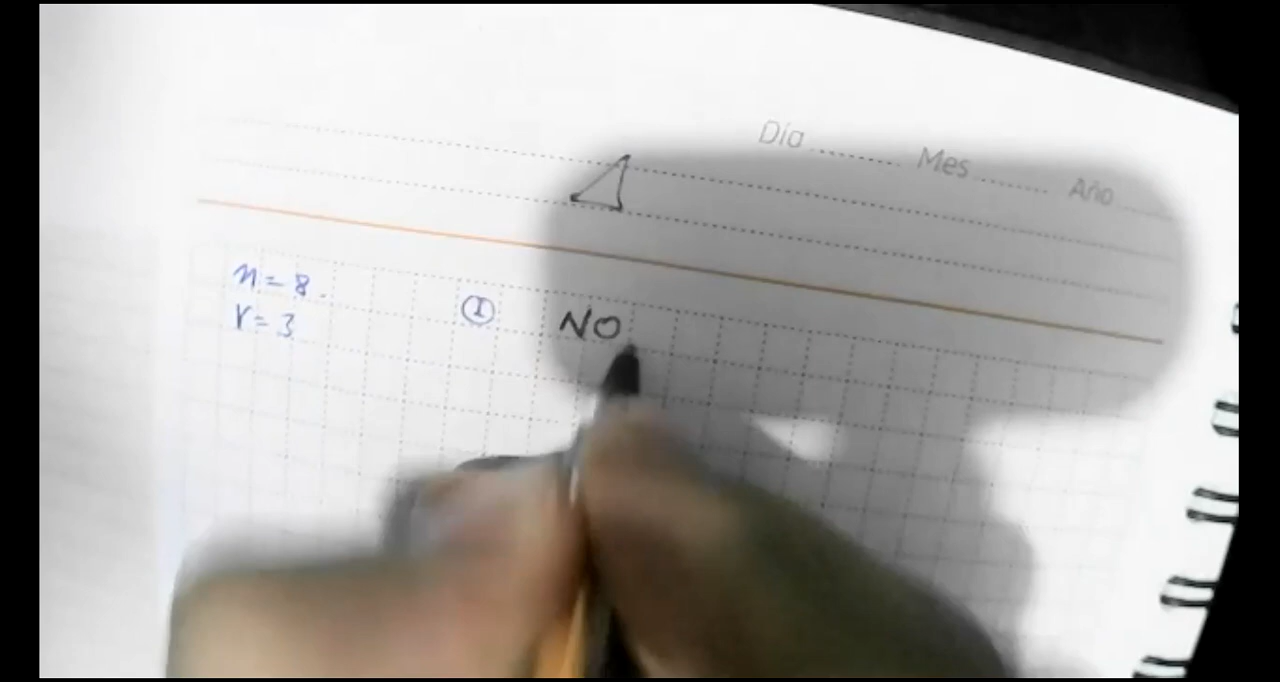 Día ........ Mes ........ Año ........
n = 8.
r = 3
① NO